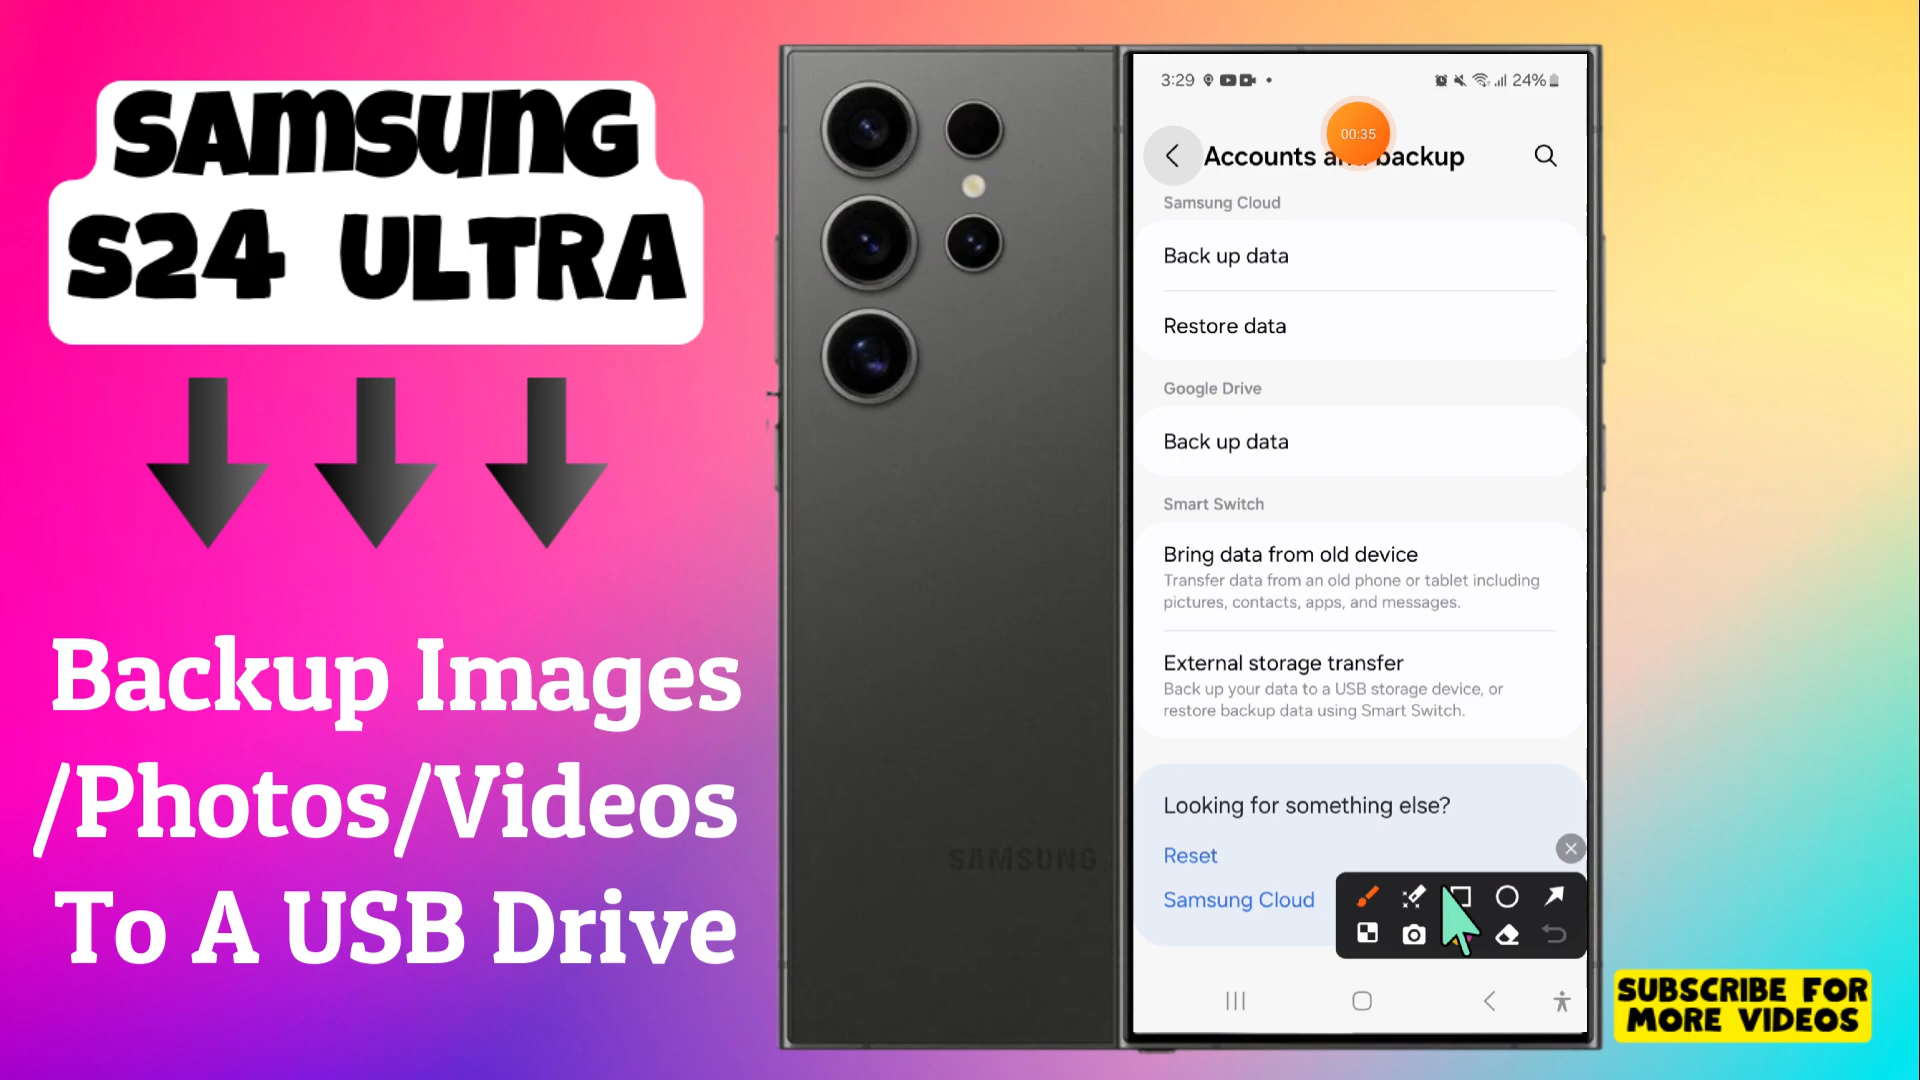 SAMSUNG
S24 ULTRA
Backup Images
/Photos/Videos
To A USB Drive
SAMSUNG
3:29
24%
00:35
Accounts and backup
Samsung Cloud
Back up data
Restore data
Google Drive
Back up data
Smart Switch
Bring data from old device
Transfer data from an old phone or tablet including
pictures, contacts, apps, and messages.
External storage transfer
Back up your data to a USB storage device, or
restore backup data using Smart Switch.
Looking for something else?
Reset
Samsung Cloud
SUBSCRIBE FOR
MORE VIDEOS